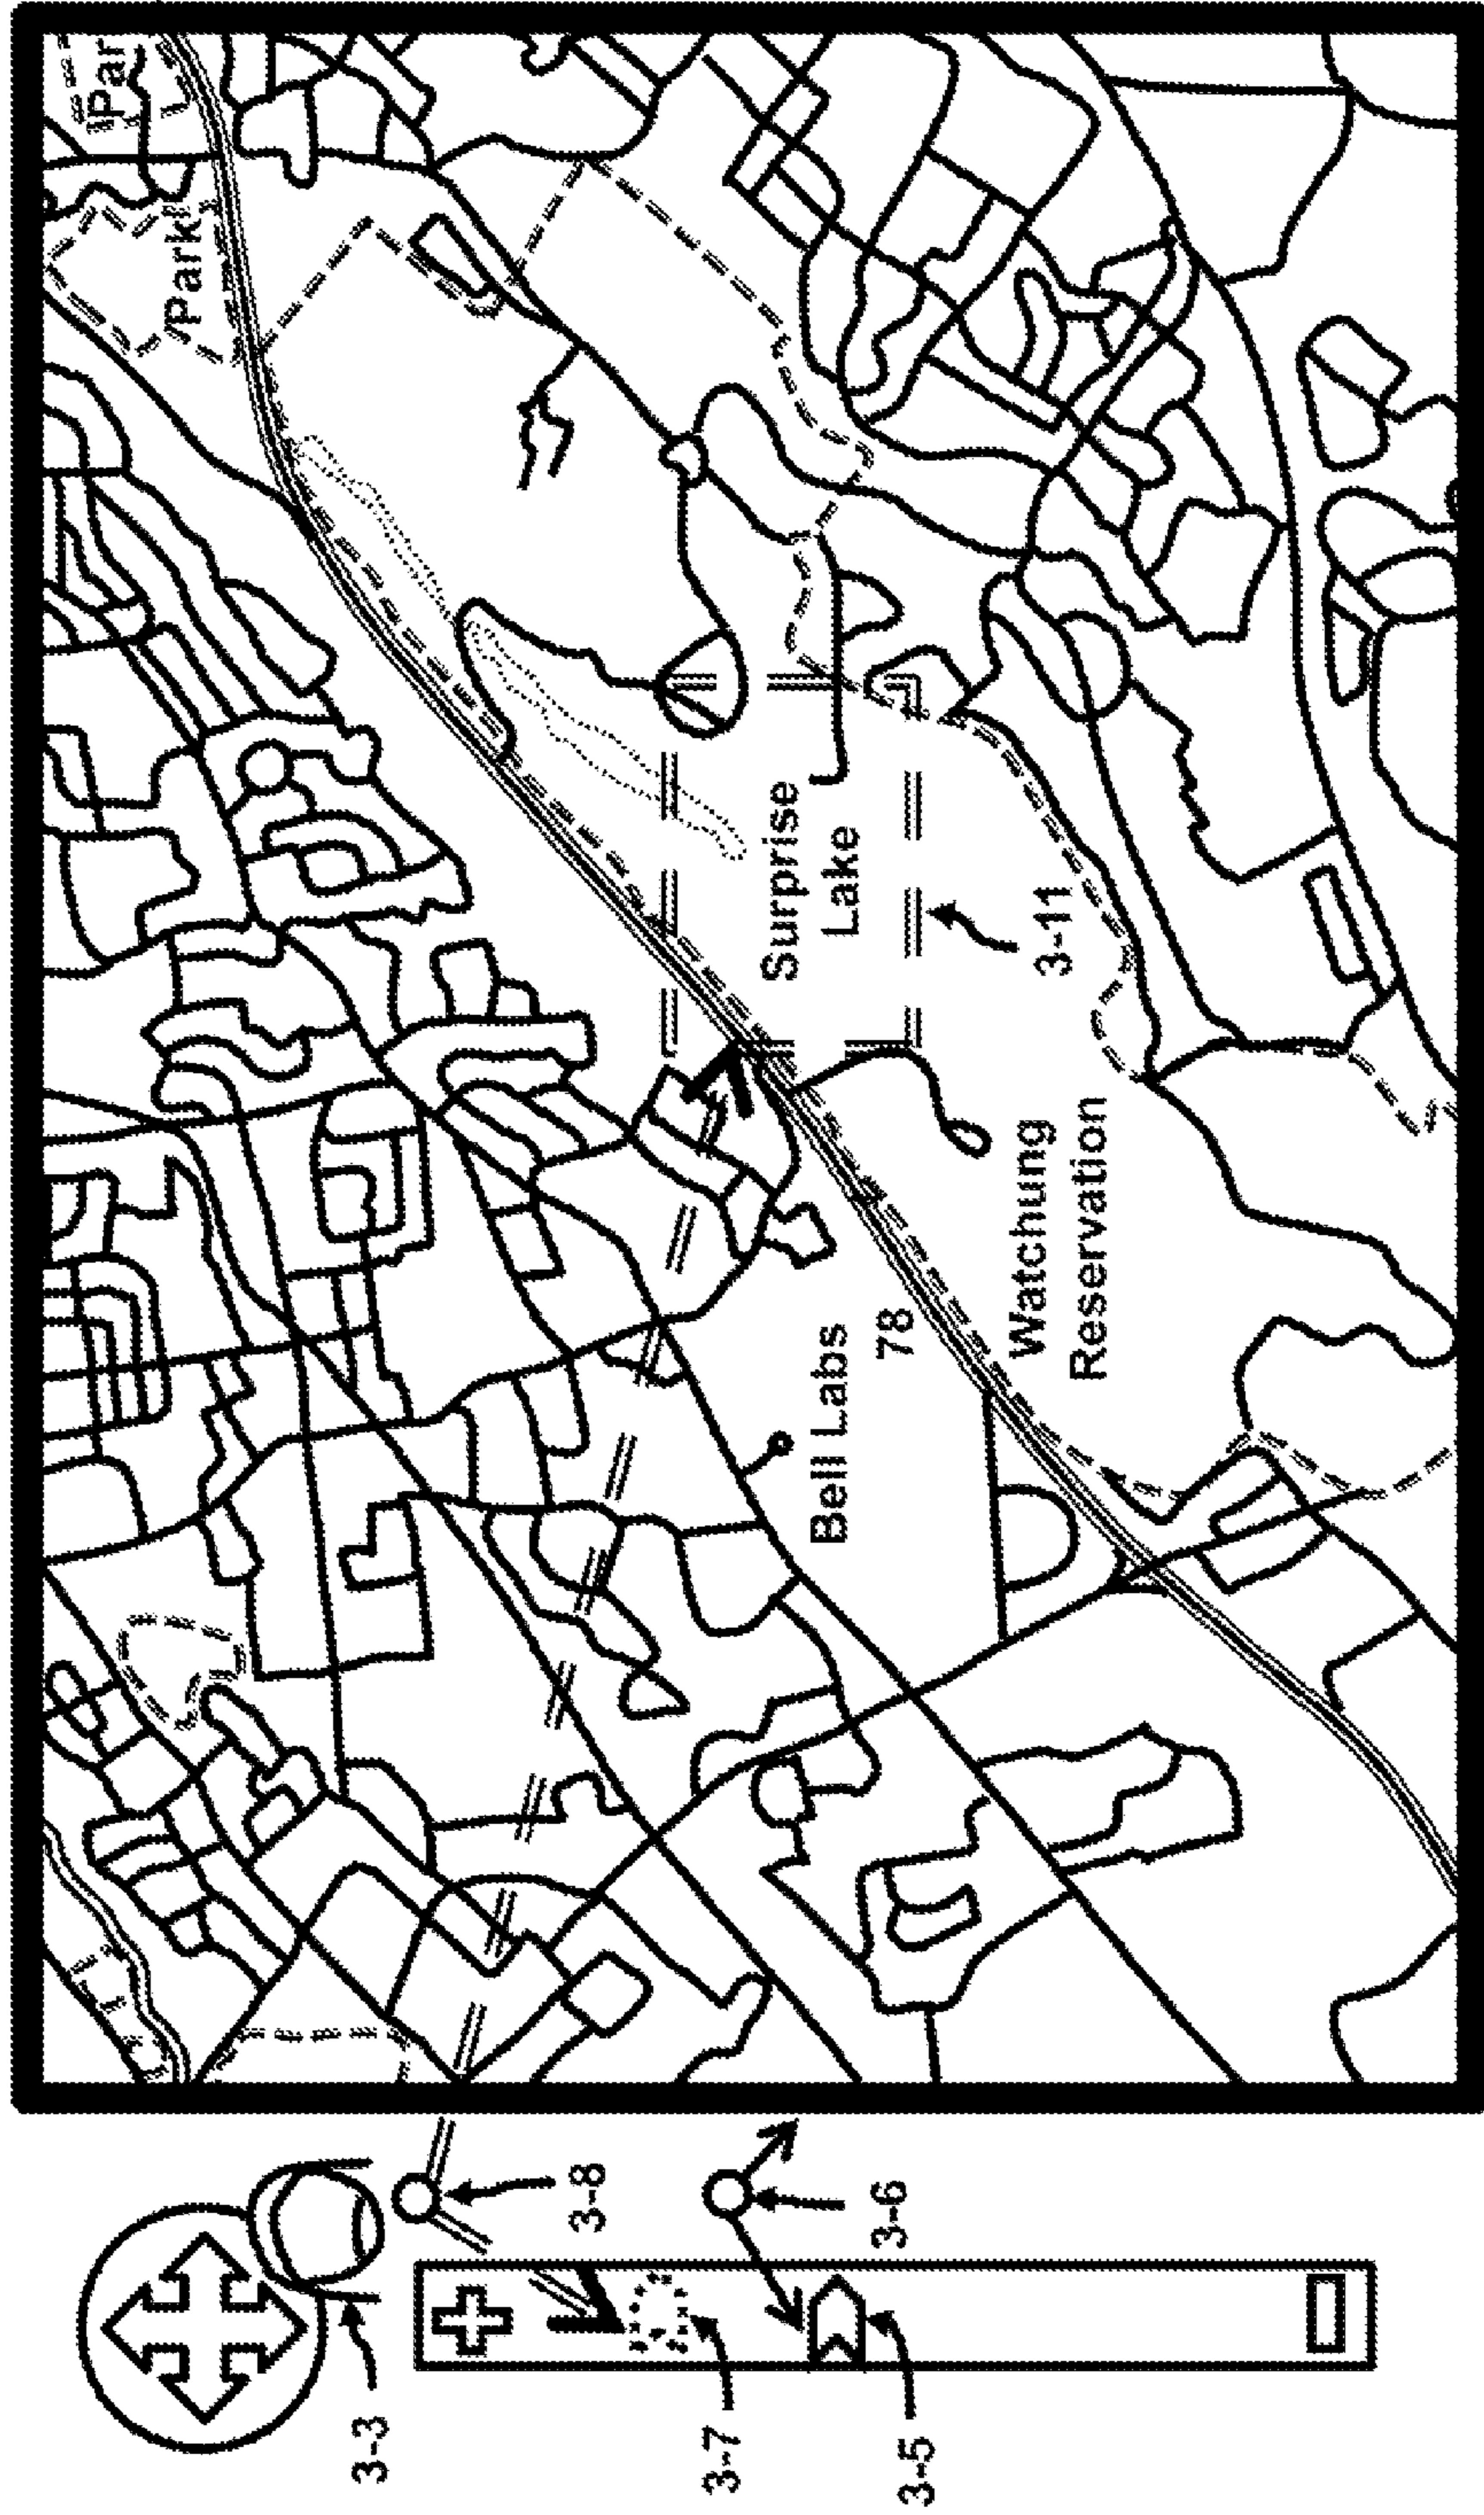 Par
Park
3-3
3-8
3-7
Surprise
Lake
Bell Labs
78
3-6
3-5
Watchung
Reservation
3-11